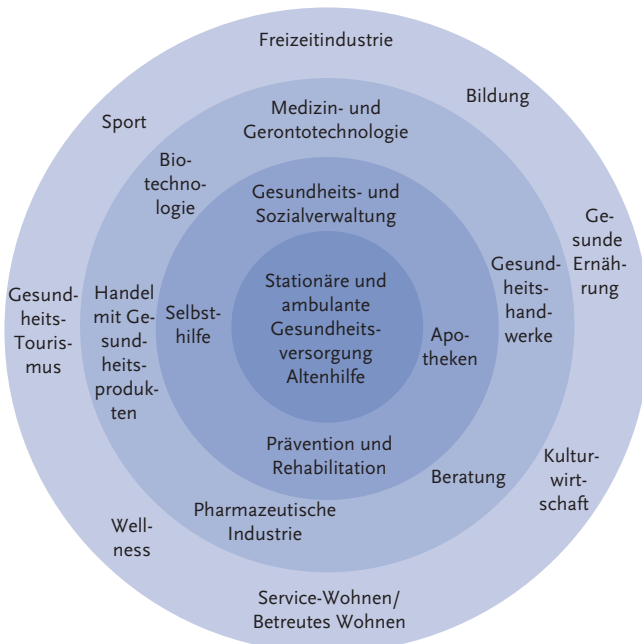 Freizeitindustrie
Bildung
Sport
Medizin- und
Gerontotechnologie
Bio-
techno-
logie
Gesundheits- und
Sozialverwaltung
Ge-
sunde
Ernäh-
rung
Gesund-
heits-
Touris-
mus
Handel
mit Ge-
sund-
heits-
produk-
ten
Selbst-
hilfe
Stationäre und
ambulante
Gesundheits-
versorgung
Altenhilfe
Apo-
theken
Gesun-
dheits-
hand-
werke
Prävention und
Rehabilitation
Beratung
Kultur-
wirt-
schaft
Pharmazeutische
Industrie
Well-
ness
Service-Wohnen/
Betreutes Wohnen